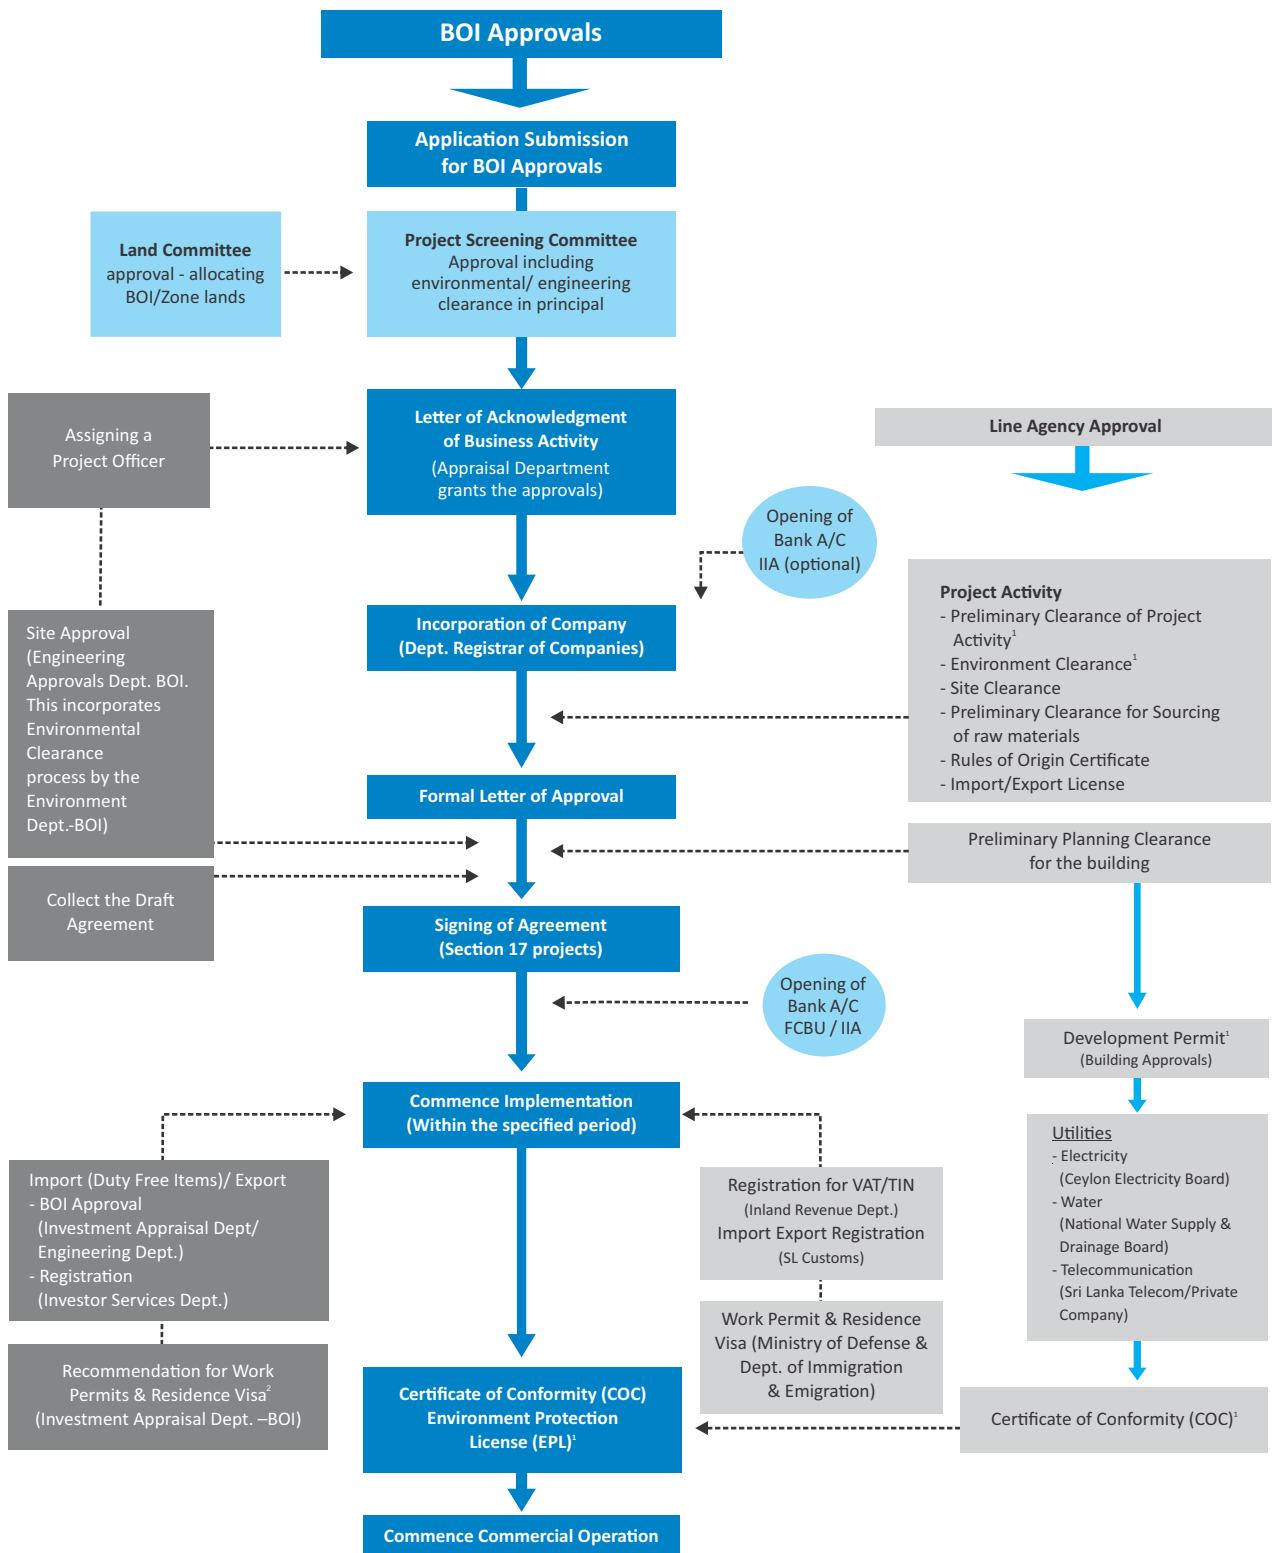 BOI Approvals
Application Submission
for BOI Approvals
Land Committee
approval - allocating
BOI/Zone lands
Project Screening Committee
Approval including
environmental/ engineering
clearance in principal
Assigning a
Project Officer
Letter of Acknowledgment
of Business Activity
(Appraisal Department
grants the approvals)
Line Agency Approval
Opening of
Bank A/C
IIA (optional)
Incorporation of Company
(Dept. Registrar of Companies)
Project Activity
- Preliminary Clearance of Project
Activity¹
- Environment Clearance¹
- Site Clearance
- Preliminary Clearance for Sourcing
of raw materials
- Rules of Origin Certificate
- Import/Export License
Site Approval
(Engineering
Approvals Dept. BOI.
This incorporates
Environmental
Clearance
process by the
Environment
Dept.-BOI)
Formal Letter of Approval
Preliminary Planning Clearance
for the building
Collect the Draft
Agreement
Signing of Agreement
(Section 17 projects)
Opening of
Bank A/C
FCBU / IIA
Development Permit¹
(Building Approvals)
Commence Implementation
(Within the specified period)
Utilities
- Electricity
(Ceylon Electricity Board)
- Water
(National Water Supply &
Drainage Board)
- Telecommunication
(Sri Lanka Telecom/Private
Company)
Import (Duty Free Items)/ Export
- BOI Approval
(Investment Appraisal Dept/
Engineering Dept.)
- Registration
(Investor Services Dept.)
Registration for VAT/TIN
(Inland Revenue Dept.)
Import Export Registration
(SL Customs)
Work Permit & Residence
Visa (Ministry of Defense &
Dept. of Immigration
& Emigration)
Recommendation for Work
Permits & Residence Visa²
(Investment Appraisal Dept. –BOI)
Certificate of Conformity (COC)
Environment Protection
License (EPL)¹
Certificate of Conformity (COC)¹
Commence Commercial Operation